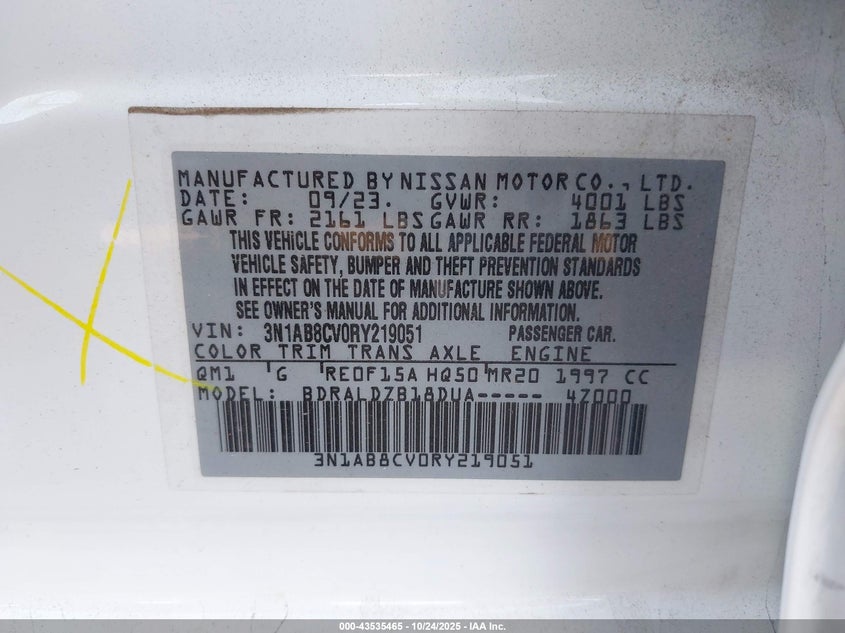 MANUFACTURED BY NISSAN MOTOR CO., LTD.
DATE: 09/23. GVWR: 4001 LBS
GAWR FR: 2161 LBS GAWR RR: 1863 LBS
THIS VEHICLE CONFORMS TO ALL APPLICABLE FEDERAL MOTOR
VEHICLE SAFETY, BUMPER AND THEFT PREVENTION STANDARDS
IN EFFECT ON THE DATE OF MANUFACTURE SHOWN ABOVE.
SEE OWNER'S MANUAL FOR ADDITIONAL INFORMATION.
VIN: 3N1AB8CV0RY219051 PASSENGER CAR.
COLOR TRIM TRANS AXLE ENGINE
QM1 G RE0F15A HQ50 MR20 1997 CC
MODEL: BDRALDZB18DUA----- 4Z000
3N1AB8CV0RY219051
000-43535465 - 10/24/2025 - IAA Inc.